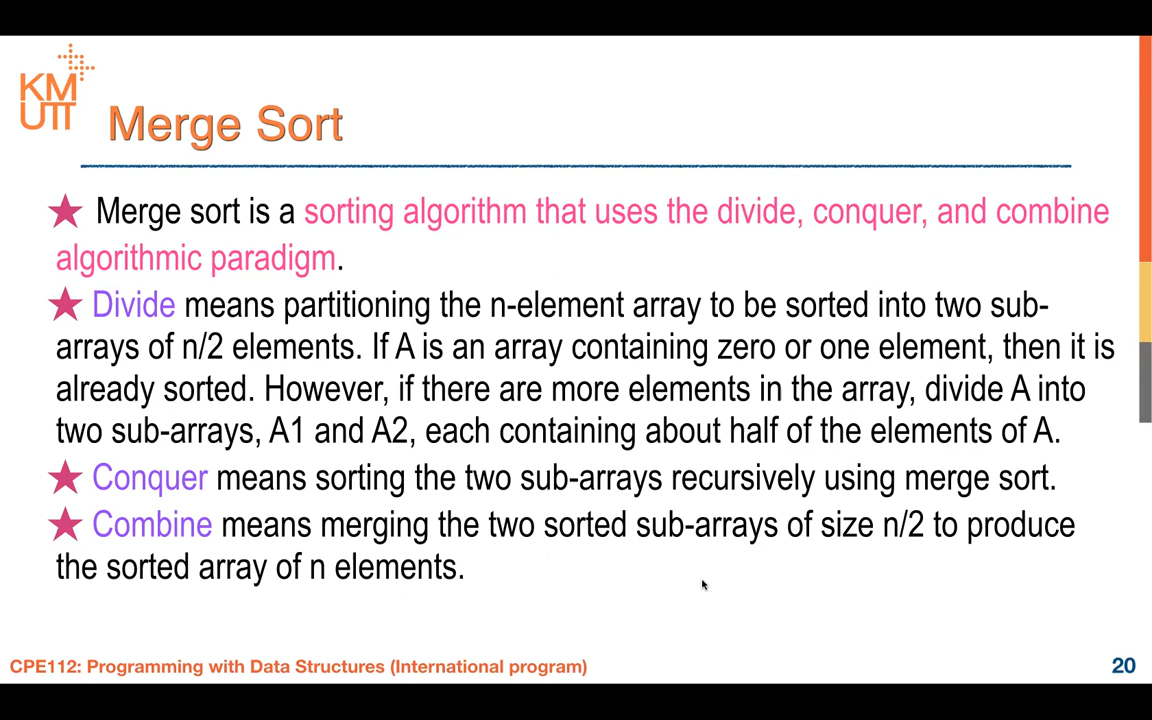 KM
UTT
Merge Sort
★ Merge sort is a sorting algorithm that uses the divide, conquer, and combine
algorithmic paradigm.
★ Divide means partitioning the n-element array to be sorted into two sub-
arrays of n/2 elements. If A is an array containing zero or one element, then it is
already sorted. However, if there are more elements in the array, divide A into
two sub-arrays, A1 and A2, each containing about half of the elements of A.
★ Conquer means sorting the two sub-arrays recursively using merge sort.
★ Combine means merging the two sorted sub-arrays of size n/2 to produce
the sorted array of n elements.
CPE112: Programming with Data Structures (International program)
20